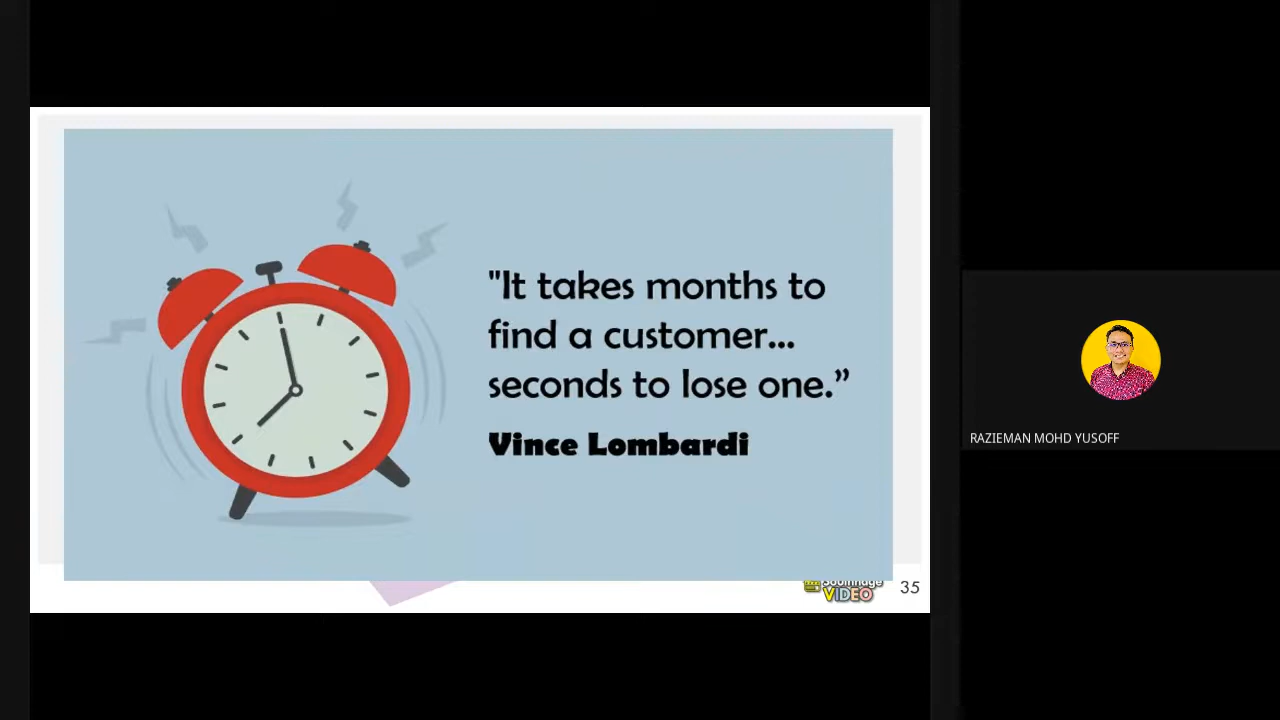 "It takes months to
find a customer...
seconds to lose one.”
Vince Lombardi
VIDEO
35
RAZIEMAN MOHD YUSOFF